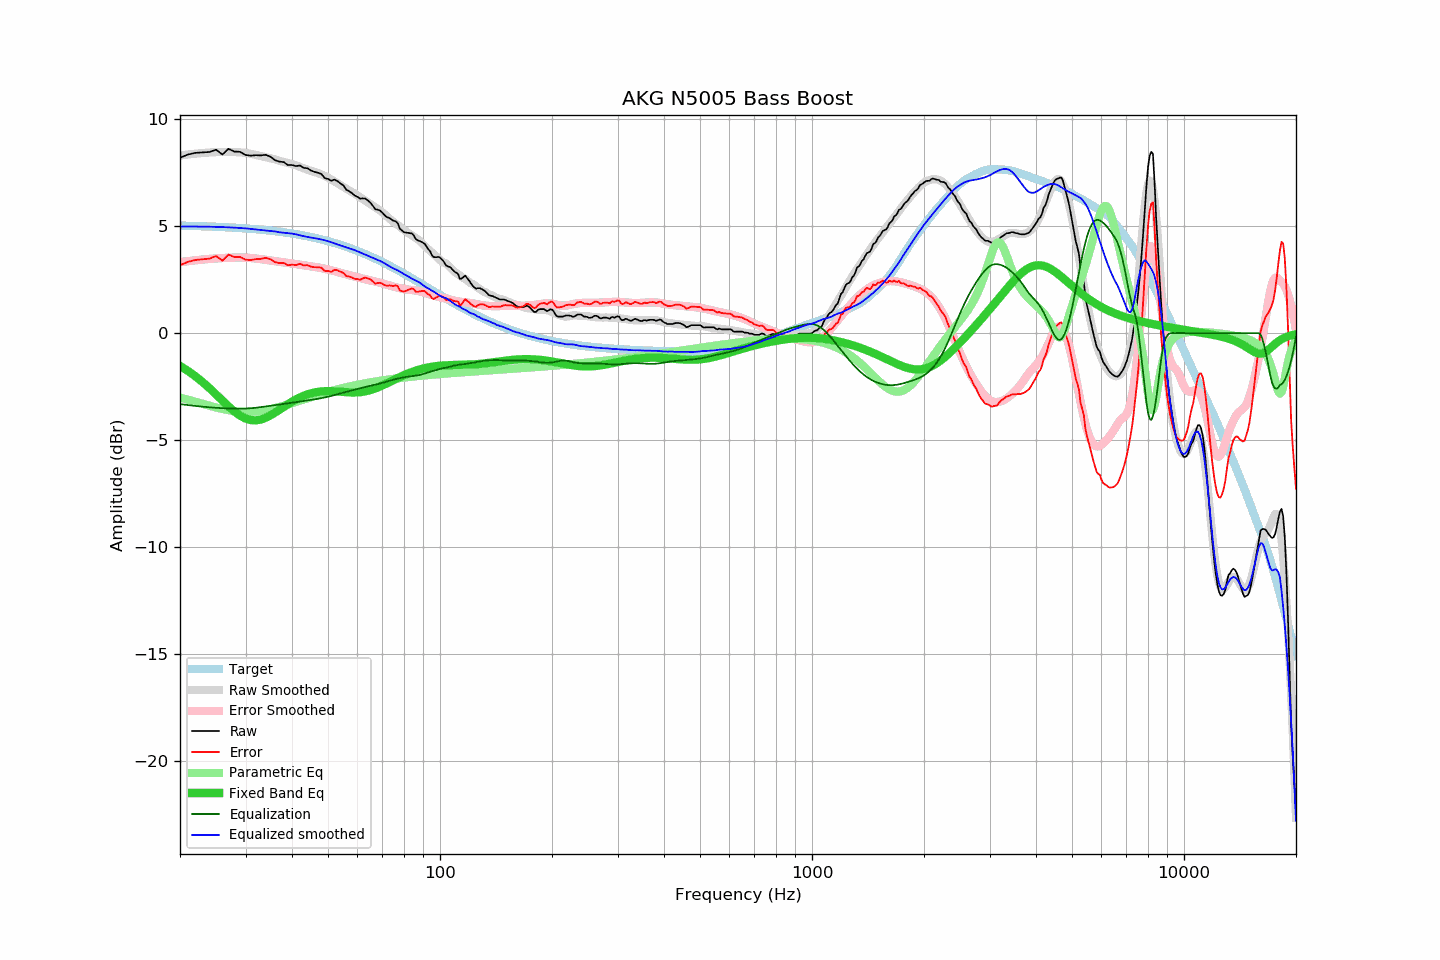 AKG N5005 Bass Boost
10
5
0
−5
−10
−15
−20
Amplitude (dBr)
Target
Raw Smoothed
Error Smoothed
Raw
Error
Parametric Eq
Fixed Band Eq
Equalization
Equalized smoothed
100
1000
10000
Frequency (Hz)